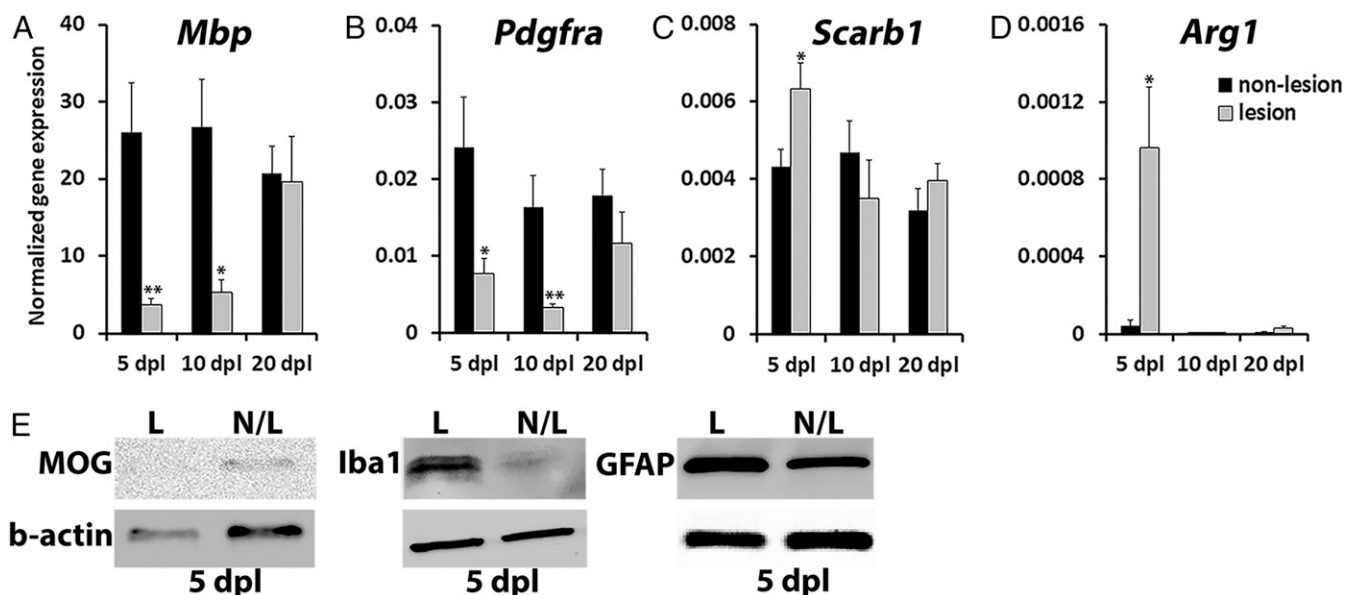 A Mbp
B Pdgfra
C Scarb1
D Arg1
Normalized gene expression
40
30
20
10
0
** *
5 dpl 10 dpl 20 dpl
0.04
0.03
0.02
0.01
0
* **
5 dpl 10 dpl 20 dpl
0.008
0.006
0.004
0.002
0
*
5 dpl 10 dpl 20 dpl
0.0016
0.0012
0.0008
0.0004
0
*
non-lesion
lesion
5 dpl 10 dpl 20 dpl
E
L N/L
MOG
b-actin
5 dpl
L N/L
Iba1
5 dpl
L N/L
GFAP
5 dpl